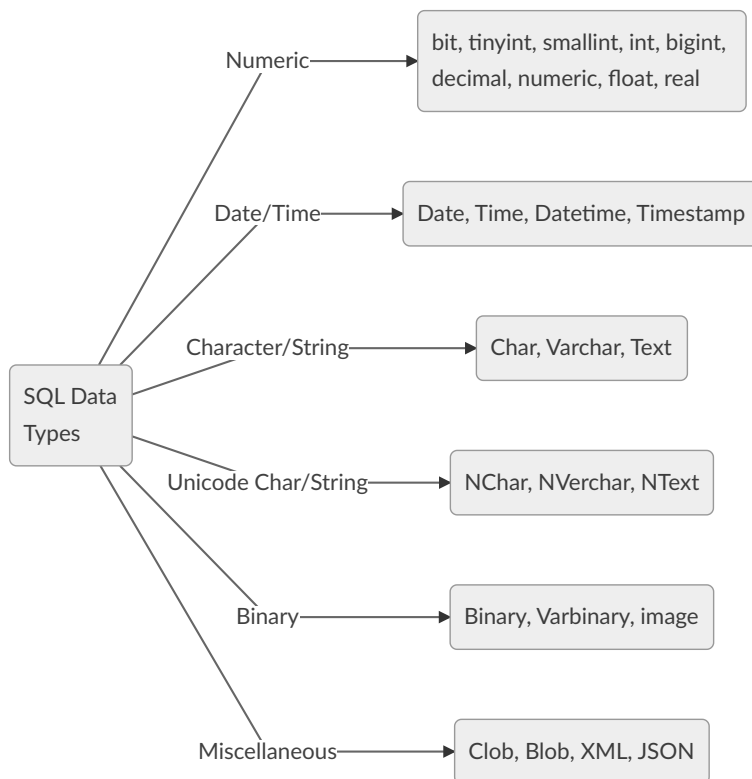 Numeric
bit, tinyint, smallint, int, bigint,
decimal, numeric, float, real
Date/Time
Date, Time, Datetime, Timestamp
Character/String
Char, Varchar, Text
SQL Data
Types
Unicode Char/String
NChar, NVerchar, NText
Binary
Binary, Varbinary, image
Miscellaneous
Clob, Blob, XML, JSON